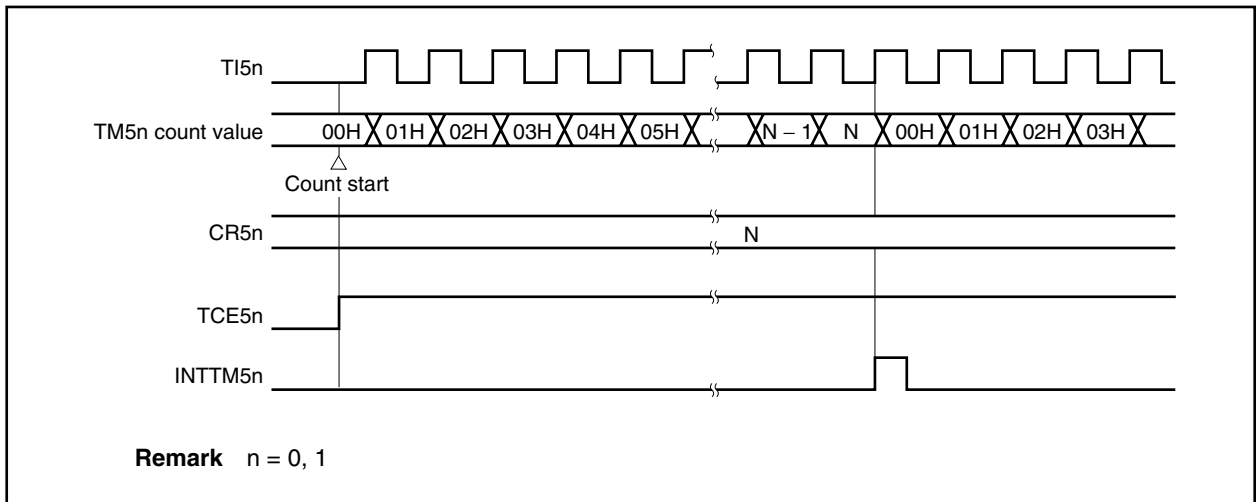 TI5n
TM5n count value 00H 01H 02H 03H 04H 05H N − 1 N 00H 01H 02H 03H
Count start
CR5n N
TCE5n
INTTM5n
Remark n = 0, 1